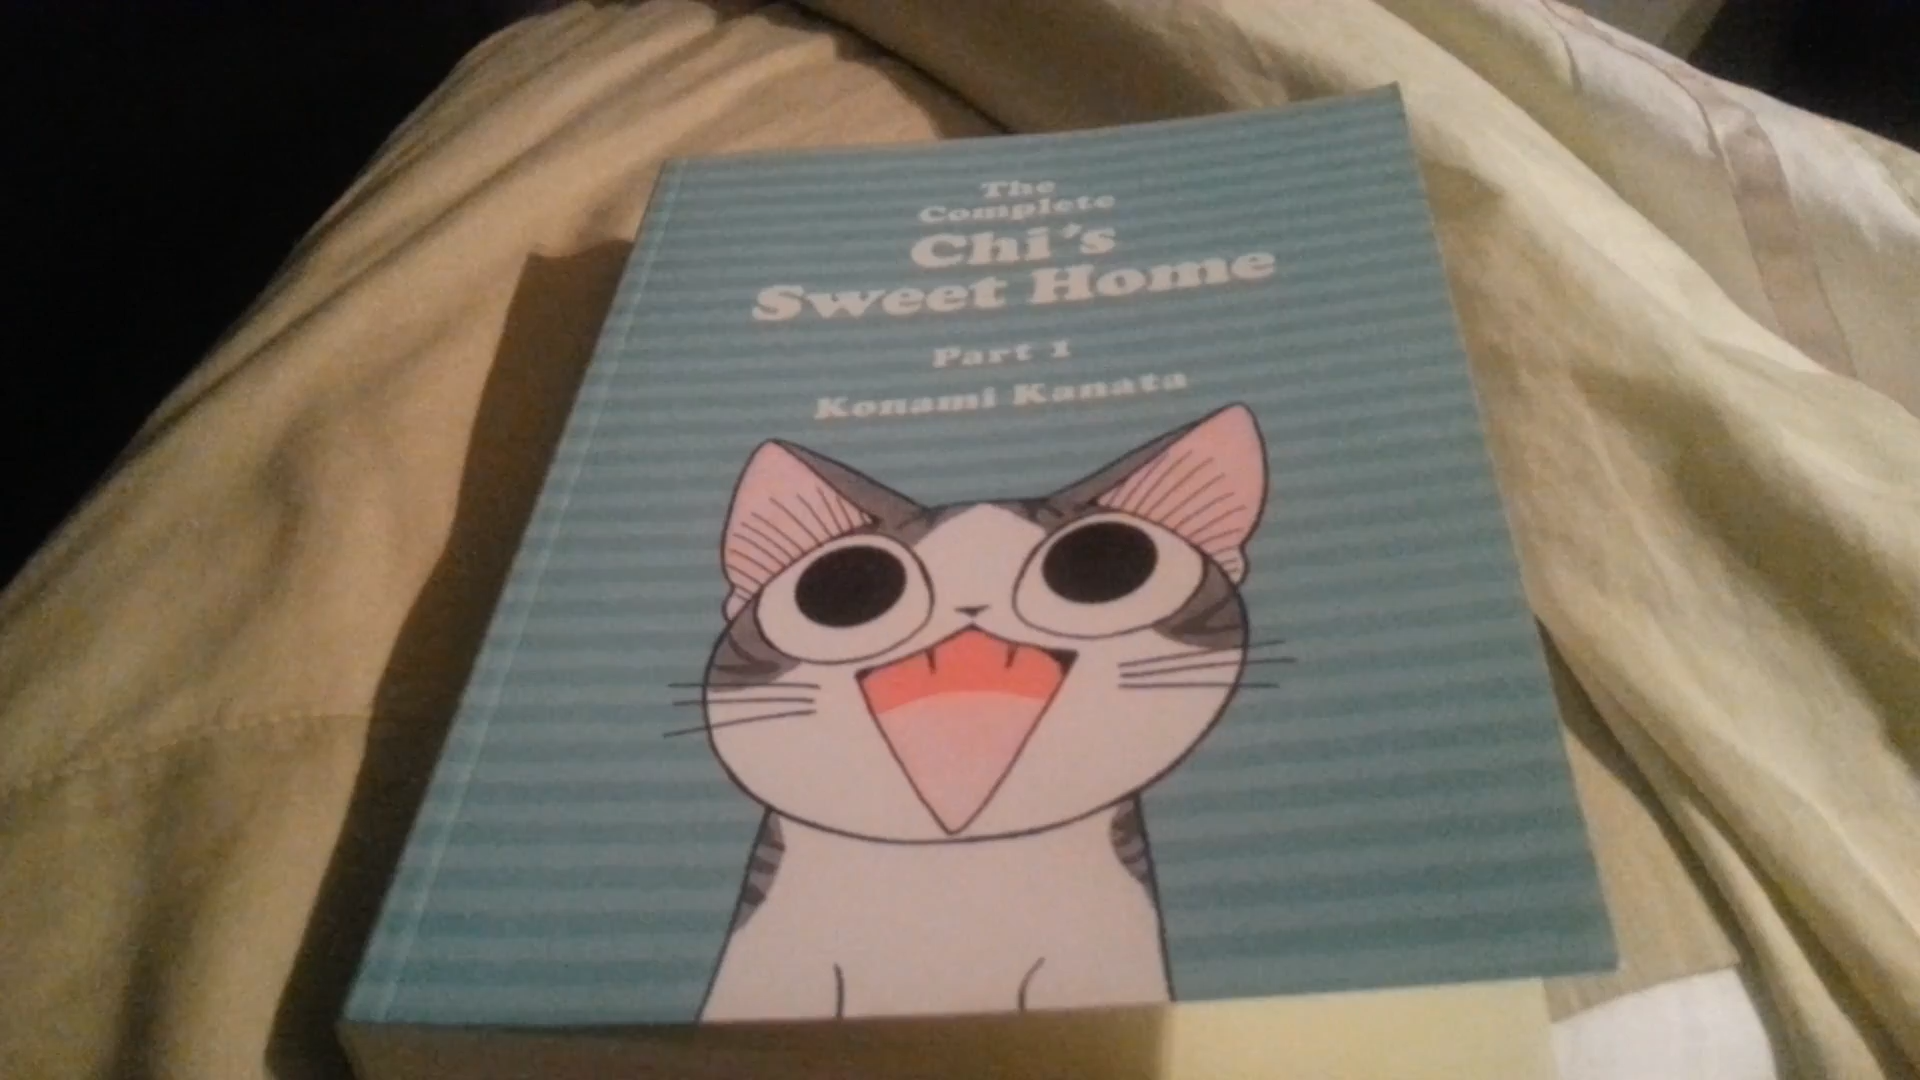 The
Complete
Chi's
Sweet Home
Part 1
Konami Kanata